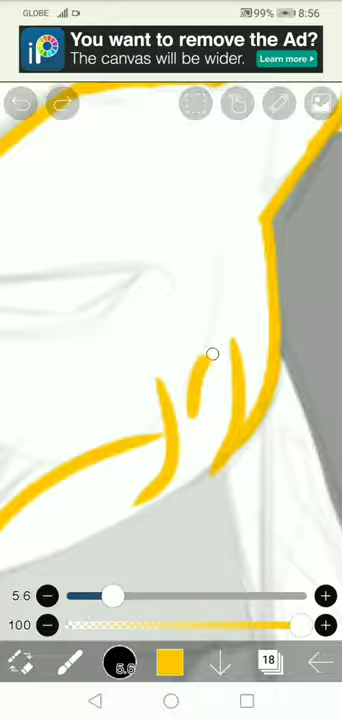 GLOBE
99%
8:56
iP
You want to remove the Ad?
The canvas will be wider.
Learn more
5.6
100
5.6
18